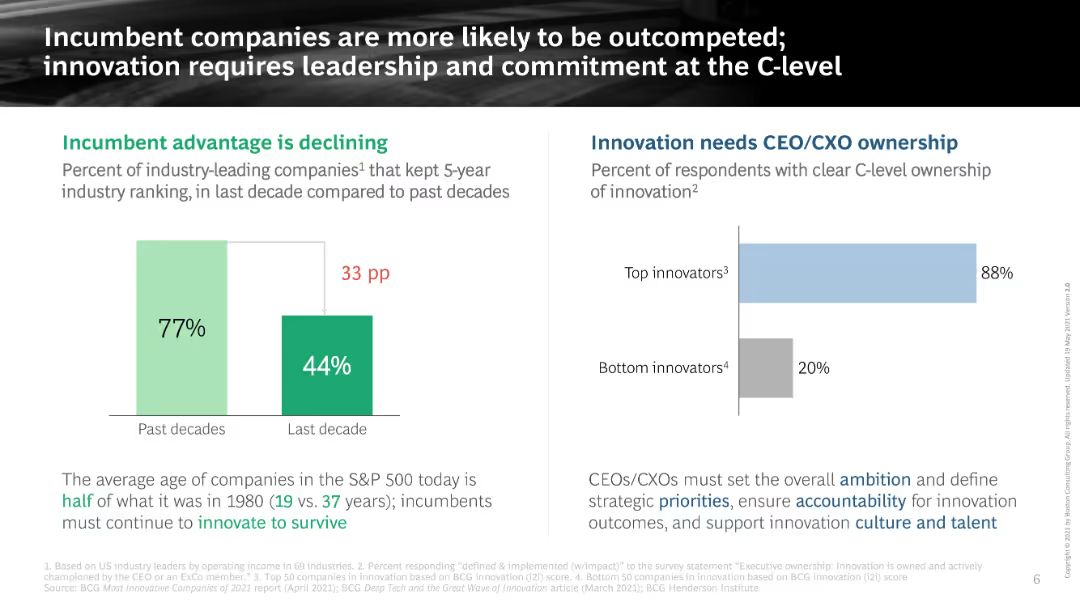 Incumbent companies are more likely to be outcompeted;
innovation requires leadership and commitment at the C-level
Incumbent advantage is declining
Percent of industry-leading companies¹ that kept 5-year
industry ranking, in last decade compared to past decades
77%
33 pp
44%
Past decades
Last decade
The average age of companies in the S&P 500 today is
half of what it was in 1980 (19 vs. 37 years); incumbents
must continue to innovate to survive
Innovation needs CEO/CXO ownership
Percent of respondents with clear C-level ownership
of innovation²
Top innovators³
88%
Bottom innovators⁴
20%
CEOs/CXOs must set the overall ambition and define
strategic priorities, ensure accountability for innovation
outcomes, and support innovation culture and talent
1. Based on US industry leaders by operating income in 69 industries. 2. Percent responding "defined & implemented (w/impact)" to the survey statement "Executive ownership: Innovation is owned and actively
championed by the CEO or an ExCo member." 3. Top 50 companies in innovation based on BCG innovation (i2i) score. 4. Bottom 50 companies in innovation based on BCG innovation (i2i) score
Source: BCG Most Innovative Companies of 2021 report (April 2021); BCG Deep Tech and the Great Wave of Innovation article (March 2021); BCG Henderson Institute
6
Copyright © 2021 by Boston Consulting Group. All rights reserved. Updated 19 May 2021 Version 2.0